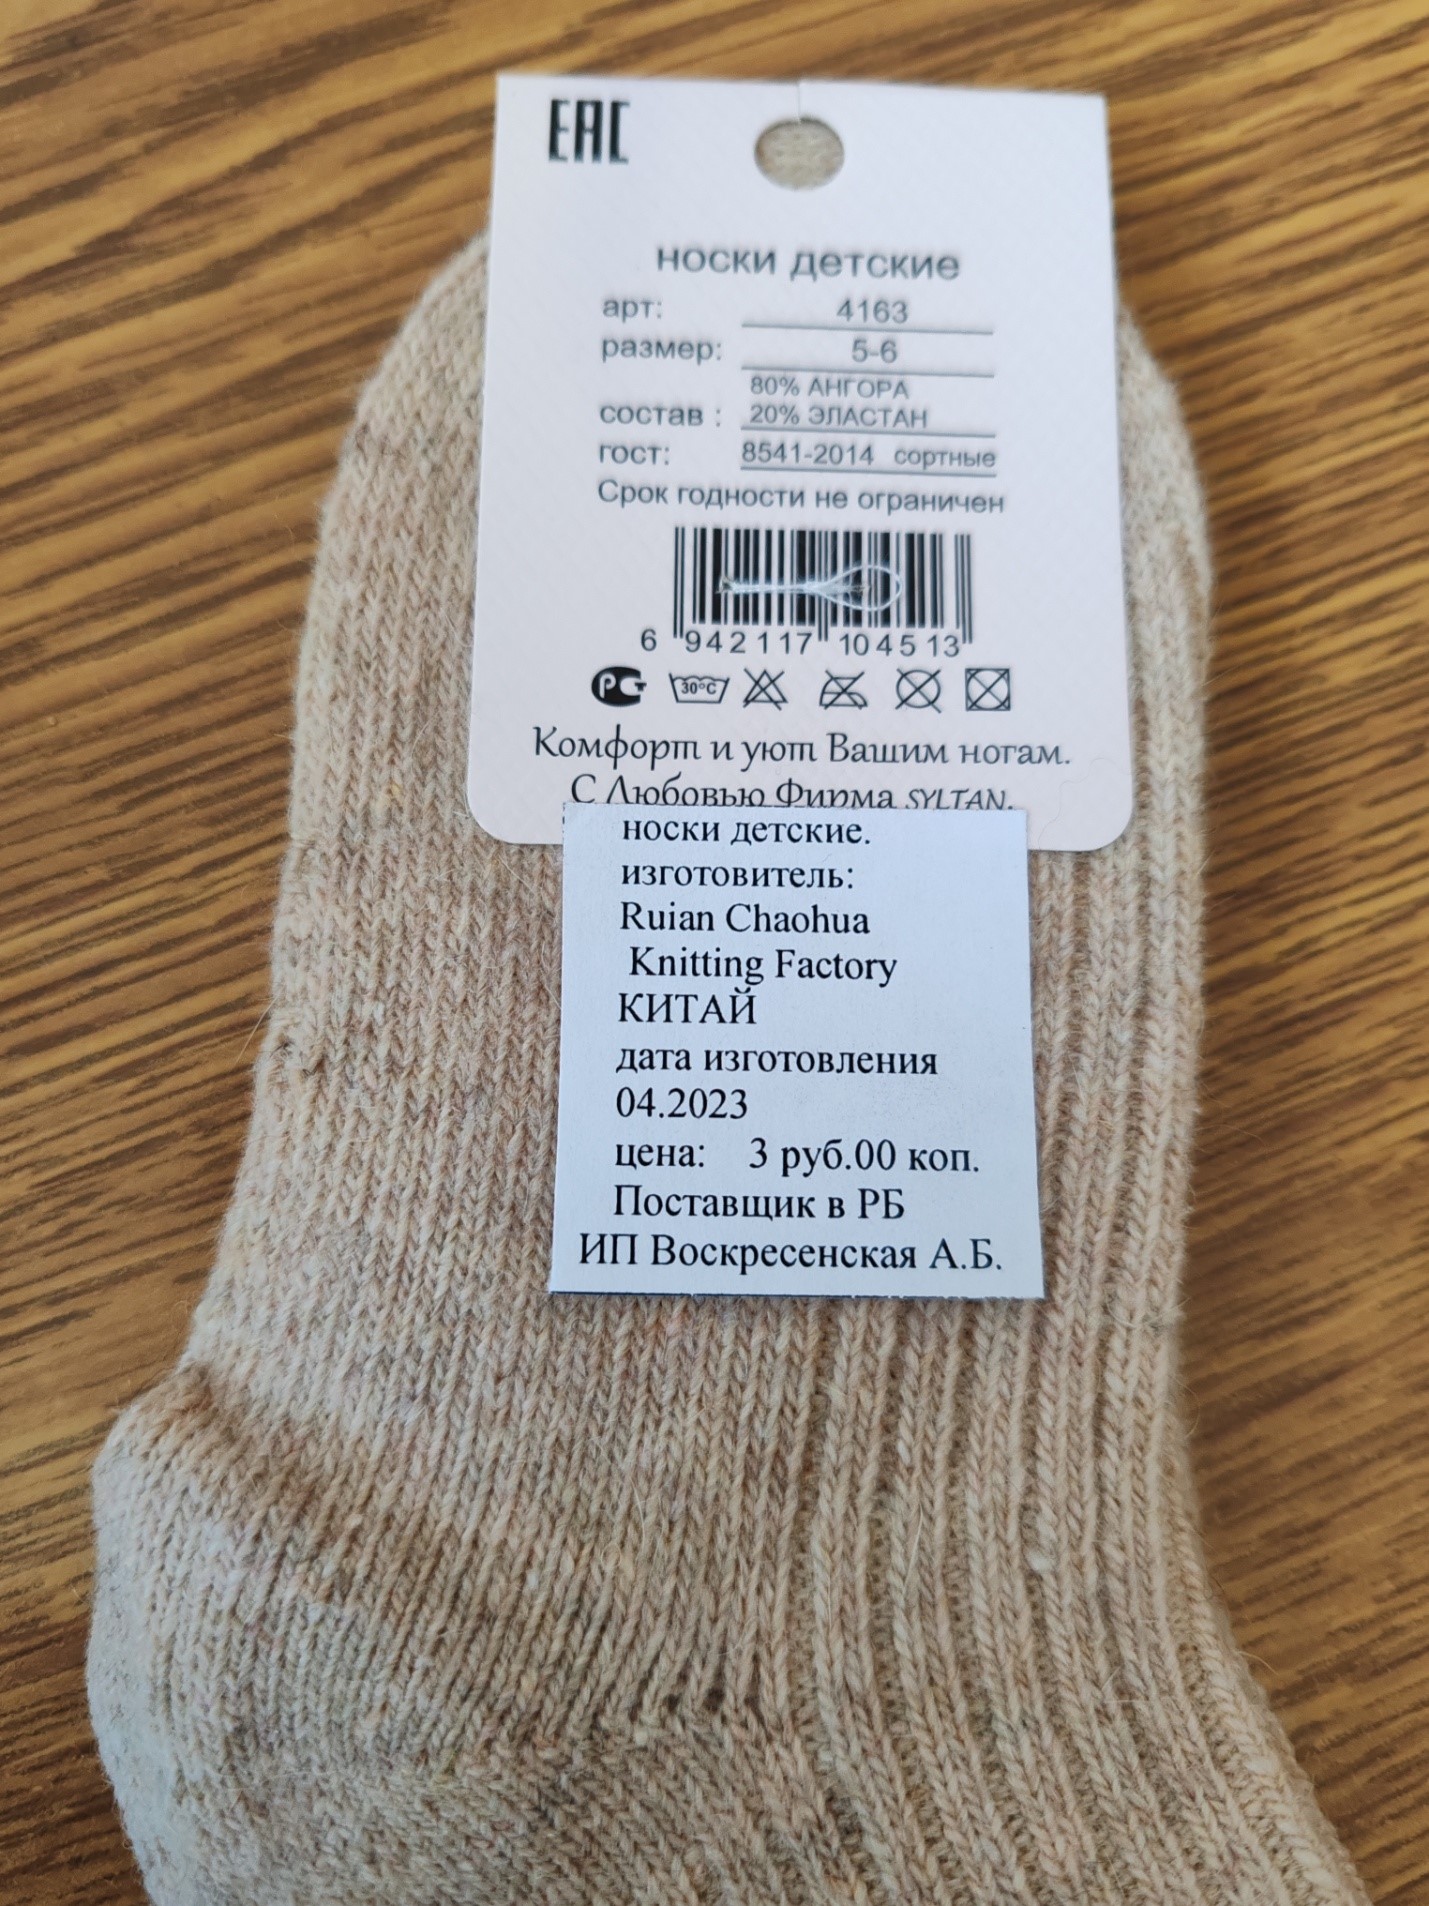 ЕАС
носки детские
арт: 4163
размер: 5-6
80% АНГОРА
состав : 20% ЭЛАСТАН
гост: 8541-2014 сортные
Срок годности не ограничен
6 942117 104513
РСТ 30°C
Комфорт и уют Вашим ногам.
С Любовью Фирма SYLTAN.
носки детские.
изготовитель:
Ruian Chaohua
Knitting Factory
КИТАЙ
дата изготовления
04.2023
цена: 3 руб.00 коп.
Поставщик в РБ
ИП Воскресенская А.Б.